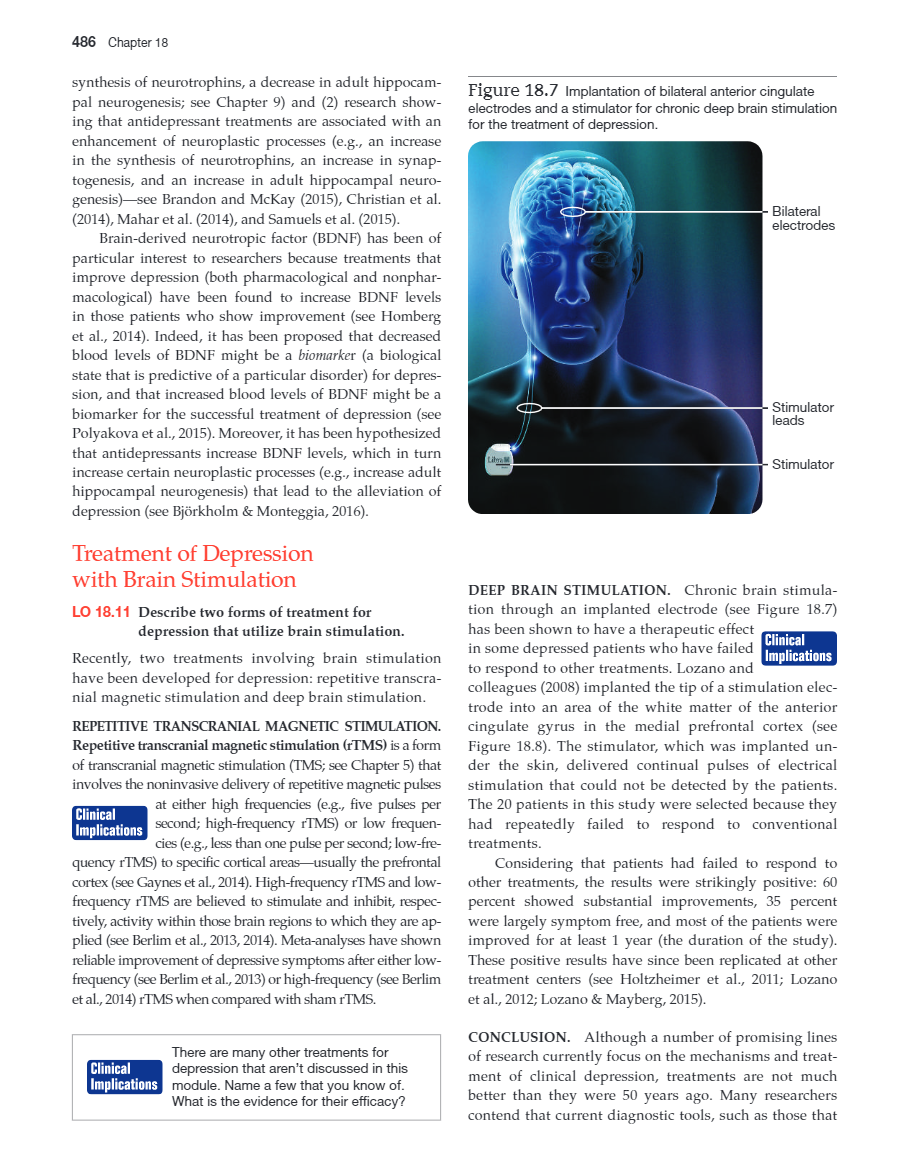 486 Chapter 18
synthesis of neurotrophins, a decrease in adult hippocam-
pal neurogenesis; see Chapter 9) and (2) research show-
ing that antidepressant treatments are associated with an
enhancement of neuroplastic processes (e.g., an increase
in the synthesis of neurotrophins, an increase in synap-
togenesis, and an increase in adult hippocampal neuro-
genesis)—see Brandon and McKay (2015), Christian et al.
(2014), Mahar et al. (2014), and Samuels et al. (2015).
Brain-derived neurotropic factor (BDNF) has been of
particular interest to researchers because treatments that
improve depression (both pharmacological and nonphar-
macological) have been found to increase BDNF levels
in those patients who show improvement (see Homberg
et al., 2014). Indeed, it has been proposed that decreased
blood levels of BDNF might be a biomarker (a biological
state that is predictive of a particular disorder) for depres-
sion, and that increased blood levels of BDNF might be a
biomarker for the successful treatment of depression (see
Polyakova et al., 2015). Moreover, it has been hypothesized
that antidepressants increase BDNF levels, which in turn
increase certain neuroplastic processes (e.g., increase adult
hippocampal neurogenesis) that lead to the alleviation of
depression (see Björkholm & Monteggia, 2016).
Treatment of Depression
with Brain Stimulation
LO 18.11 Describe two forms of treatment for
depression that utilize brain stimulation.
Recently, two treatments involving brain stimulation
have been developed for depression: repetitive transcra-
nial magnetic stimulation and deep brain stimulation.
REPETITIVE TRANSCRANIAL MAGNETIC STIMULATION.
Repetitive transcranial magnetic stimulation (rTMS) is a form
of transcranial magnetic stimulation (TMS; see Chapter 5) that
involves the noninvasive delivery of repetitive magnetic pulses
at either high frequencies (e.g., five pulses per
Clinical
Implications
second; high-frequency rTMS) or low frequen-
cies (e.g., less than one pulse per second; low-fre-
quency rTMS) to specific cortical areas—usually the prefrontal
cortex (see Gaynes et al., 2014). High-frequency rTMS and low-
frequency rTMS are believed to stimulate and inhibit, respec-
tively, activity within those brain regions to which they are ap-
plied (see Berlim et al., 2013, 2014). Meta-analyses have shown
reliable improvement of depressive symptoms after either low-
frequency (see Berlim et al., 2013) or high-frequency (see Berlim
et al., 2014) rTMS when compared with sham rTMS.
Clinical
Implications
There are many other treatments for
depression that aren't discussed in this
module. Name a few that you know of.
What is the evidence for their efficacy?
Figure 18.7 Implantation of bilateral anterior cingulate
electrodes and a stimulator for chronic deep brain stimulation
for the treatment of depression.
Bilateral
electrodes
Stimulator
leads
Libra
Stimulator
DEEP BRAIN STIMULATION. Chronic brain stimula-
tion through an implanted electrode (see Figure 18.7)
has been shown to have a therapeutic effect
Clinical
Implications
in some depressed patients who have failed
to respond to other treatments. Lozano and
colleagues (2008) implanted the tip of a stimulation elec-
trode into an area of the white matter of the anterior
cingulate gyrus in the medial prefrontal cortex (see
Figure 18.8). The stimulator, which was implanted un-
der the skin, delivered continual pulses of electrical
stimulation that could not be detected by the patients.
The 20 patients in this study were selected because they
had repeatedly failed to respond to conventional
treatments.
Considering that patients had failed to respond to
other treatments, the results were strikingly positive: 60
percent showed substantial improvements, 35 percent
were largely symptom free, and most of the patients were
improved for at least 1 year (the duration of the study).
These positive results have since been replicated at other
treatment centers (see Holtzheimer et al., 2011; Lozano
et al., 2012; Lozano & Mayberg, 2015).
CONCLUSION. Although a number of promising lines
of research currently focus on the mechanisms and treat-
ment of clinical depression, treatments are not much
better than they were 50 years ago. Many researchers
contend that current diagnostic tools, such as those that